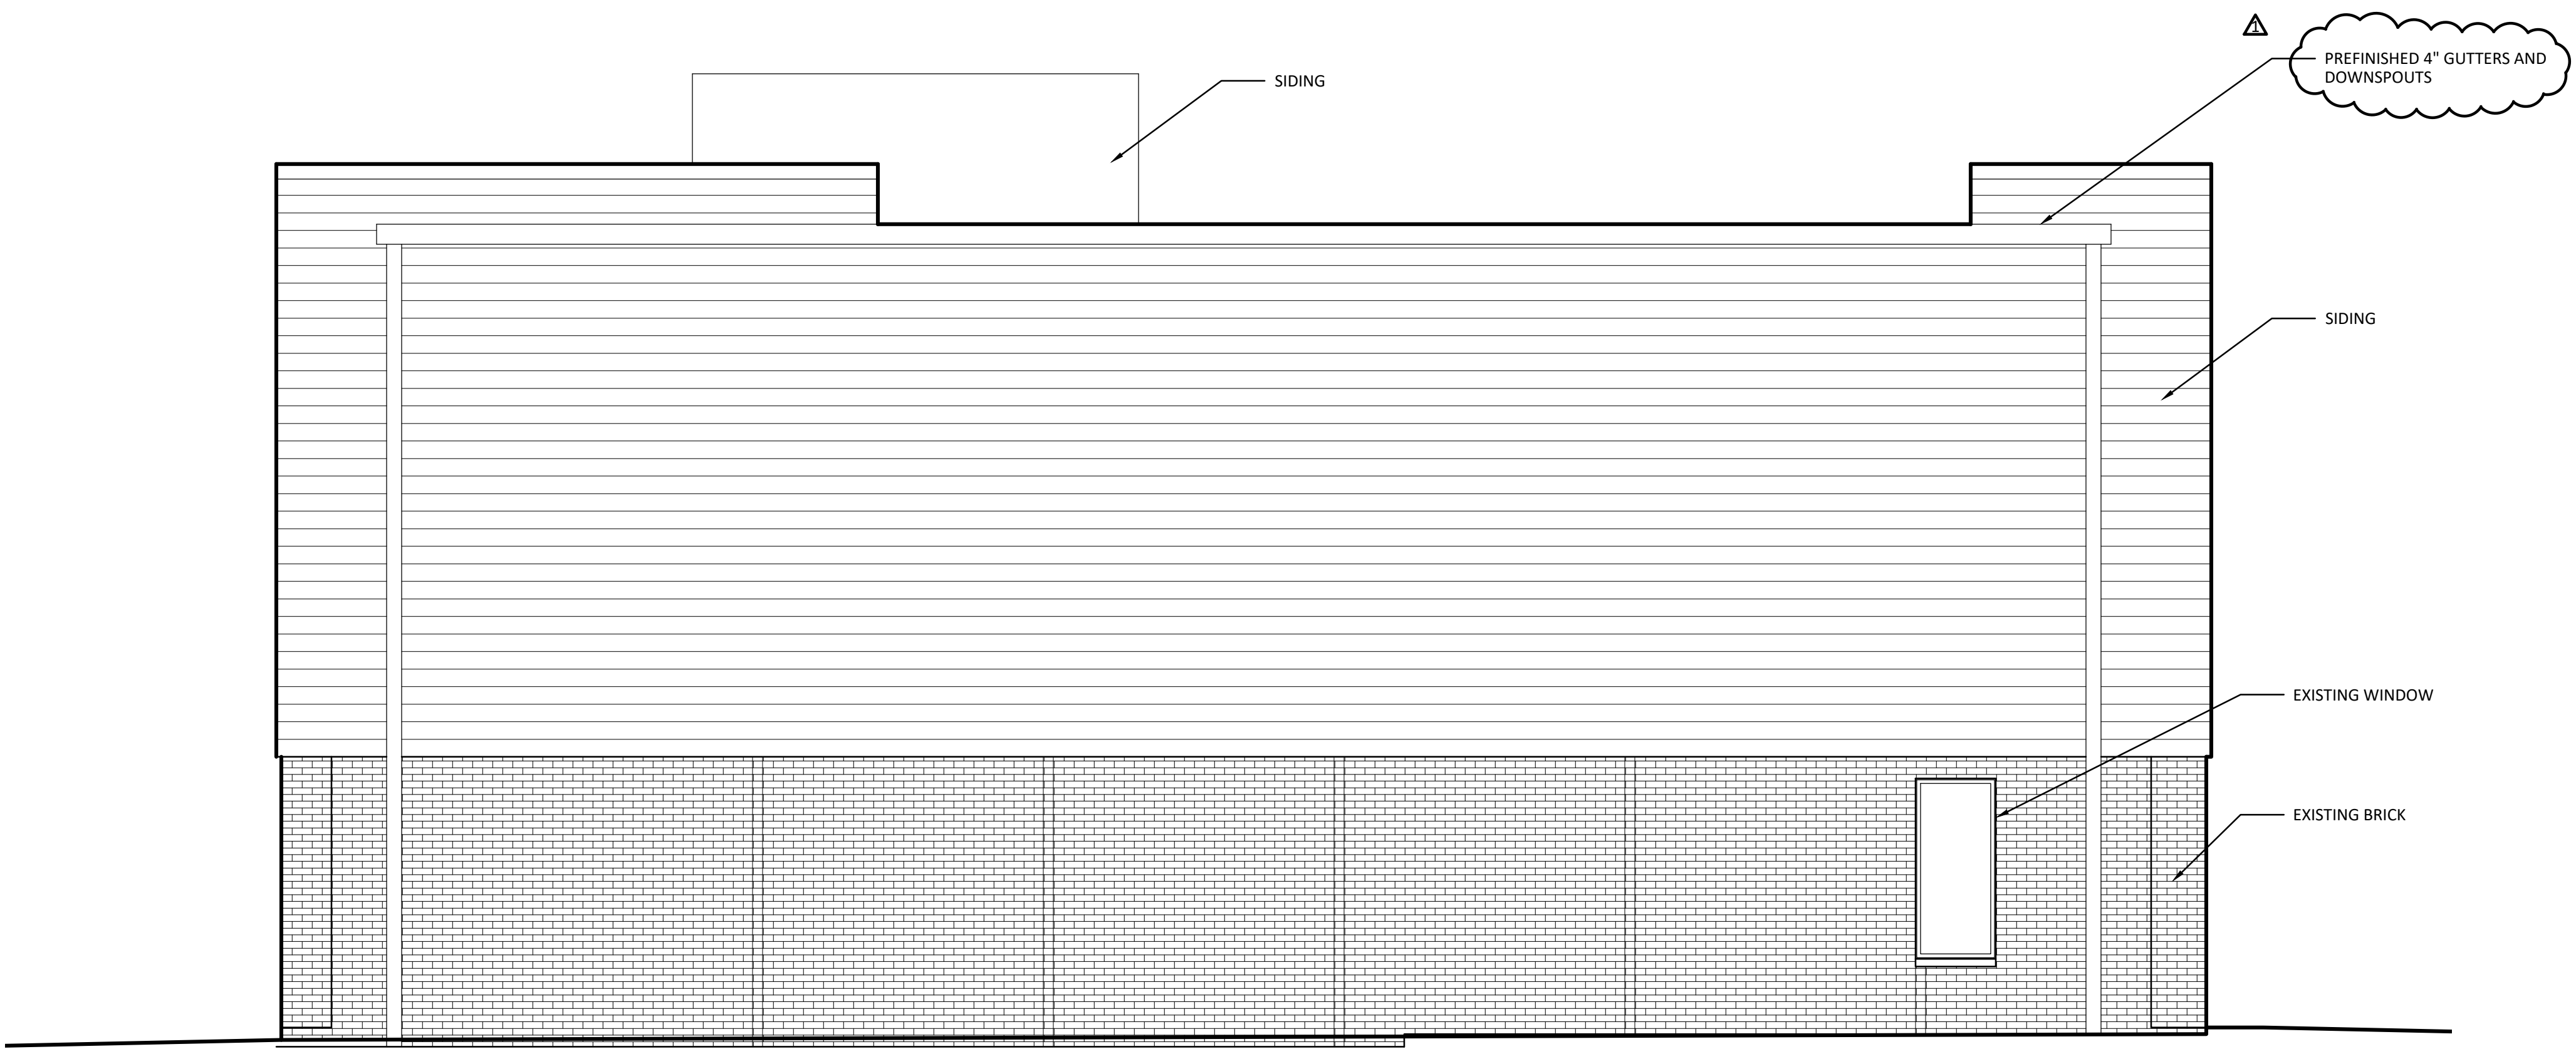 1
PREFINISHED 4" GUTTERS AND
DOWNSPOUTS
SIDING
SIDING
EXISTING WINDOW
EXISTING BRICK